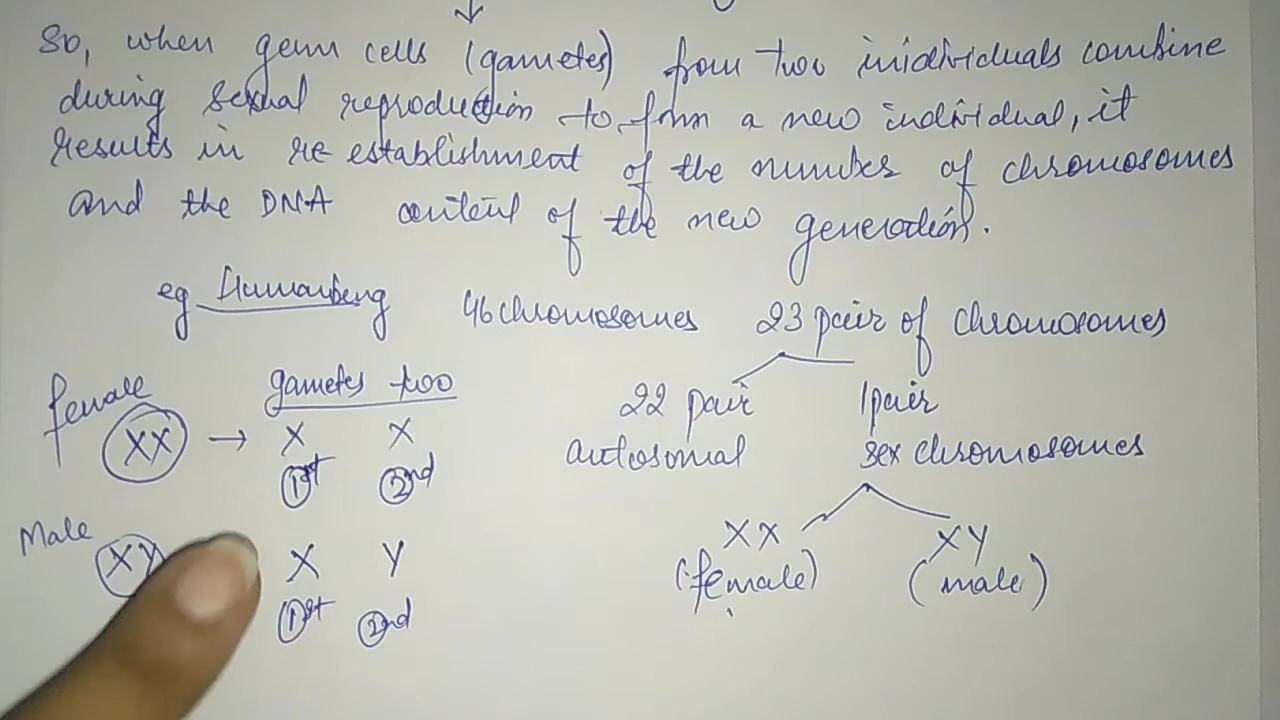 So, when germ cells (gametes) from two inidividuals combine
during sexual reproduction to form a new individual, it
results in re establishment of the number of chromosomes
and the DNA content of the new generation.
eg Human being 46 chromosomes 23 pair of chromosomes
female gametes two 22 pair 1 pair
XX → X X autosomal sex chromosomes
1st 2nd
Male XX XY
XY X Y (female) (male)
1st 2nd